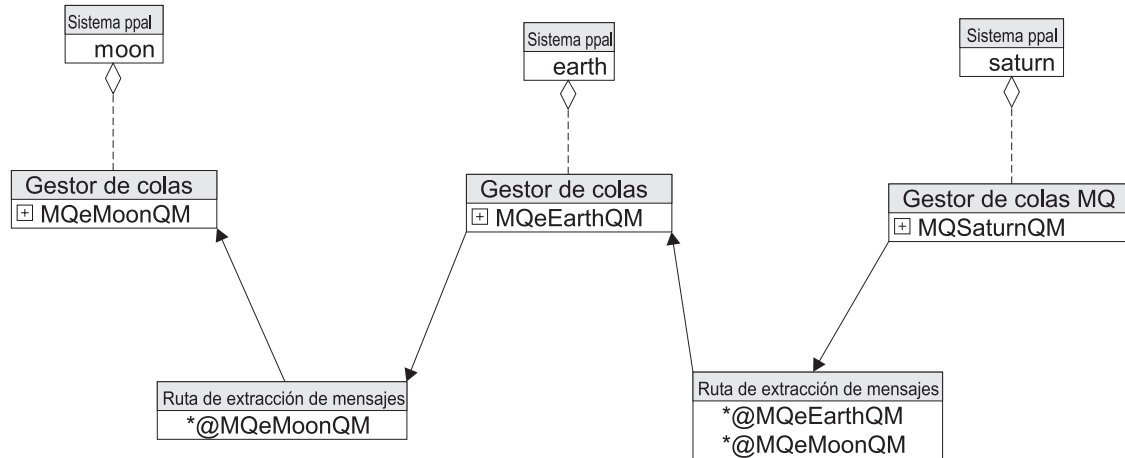 Sistema ppal
moon
Sistema ppal
earth
Sistema ppal
saturn
Gestor de colas
MQeMoonQM
Gestor de colas
MQeEarthQM
Gestor de colas MQ
MQSaturnQM
Ruta de extracción de mensajes
*@MQeMoonQM
Ruta de extracción de mensajes
*@MQeEarthQM
*@MQeMoonQM